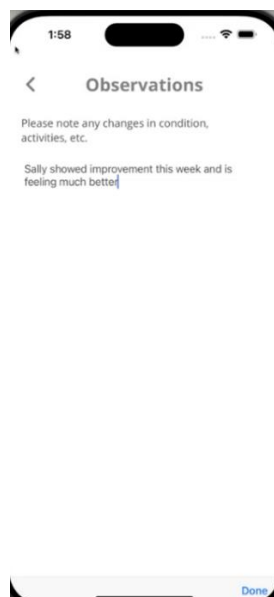 1:58
Observations
Please note any changes in condition,
activities, etc.
Sally showed improvement this week and is
feeling much better
Done